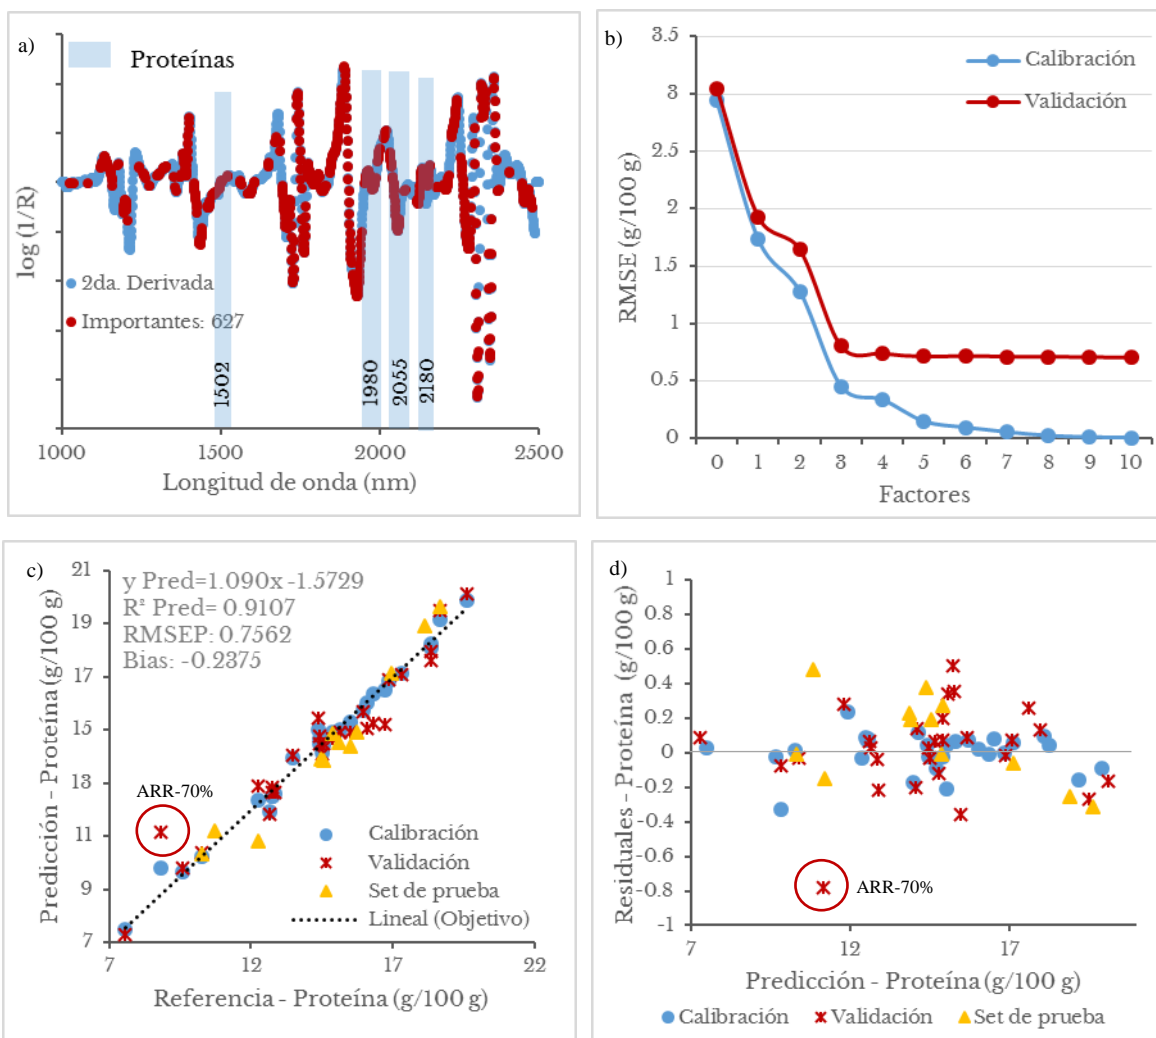 a)
Proteínas
log (1/R)
2da. Derivada
Importantes: 627
1502
1980
2055
2180
1000
1500
2000
2500
Longitud de onda (nm)
b)
Calibración
Validación
RMSE (g/100 g)
3.5
3
2.5
2
1.5
1
0.5
0
0 1 2 3 4 5 6 7 8 9 10
Factores
c)
y Pred=1.090x -1.5729
R² Pred= 0.9107
RMSEP: 0.7562
Bias: -0.2375
Predicción - Proteína (g/100 g)
21
19
17
15
13
11
9
7
ARR-70%
Calibración
Validación
Set de prueba
Lineal (Objetivo)
7 12 17 22
Referencia - Proteína (g/100 g)
d)
Residuales - Proteína (g/100 g)
1
0.8
0.6
0.4
0.2
0
-0.2
-0.4
-0.6
-0.8
-1
ARR-70%
7 12 17
Predicción - Proteína (g/100 g)
Calibración Validación Set de prueba